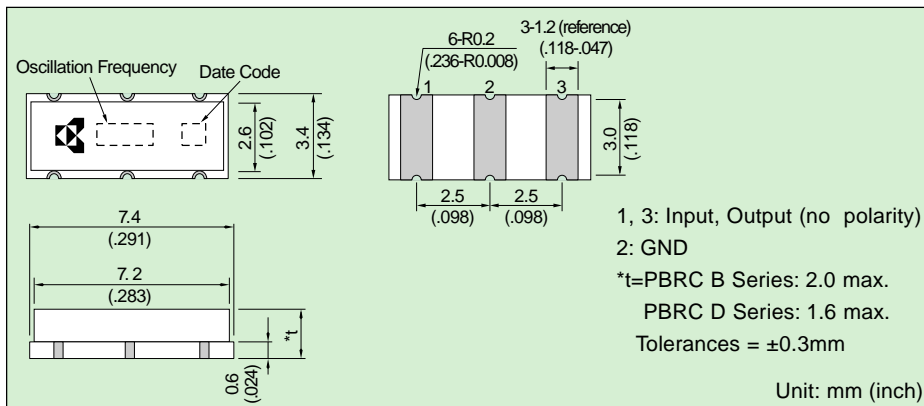 Oscillation Frequency
Date Code
2.6
(.102)
3.4
(.134)
6-R0.2
(.236-R0.008)
3-1.2 (reference)
(.118-.047)
1
2
3
3.0
(.118)
2.5
(.098)
2.5
(.098)
7.4
(.291)
7.2
(.283)
*t
0.6
(.024)
1, 3: Input, Output (no polarity)
2: GND
*t=PBRC B Series: 2.0 max.
PBRC D Series: 1.6 max.
Tolerances = ±0.3mm
Unit: mm (inch)